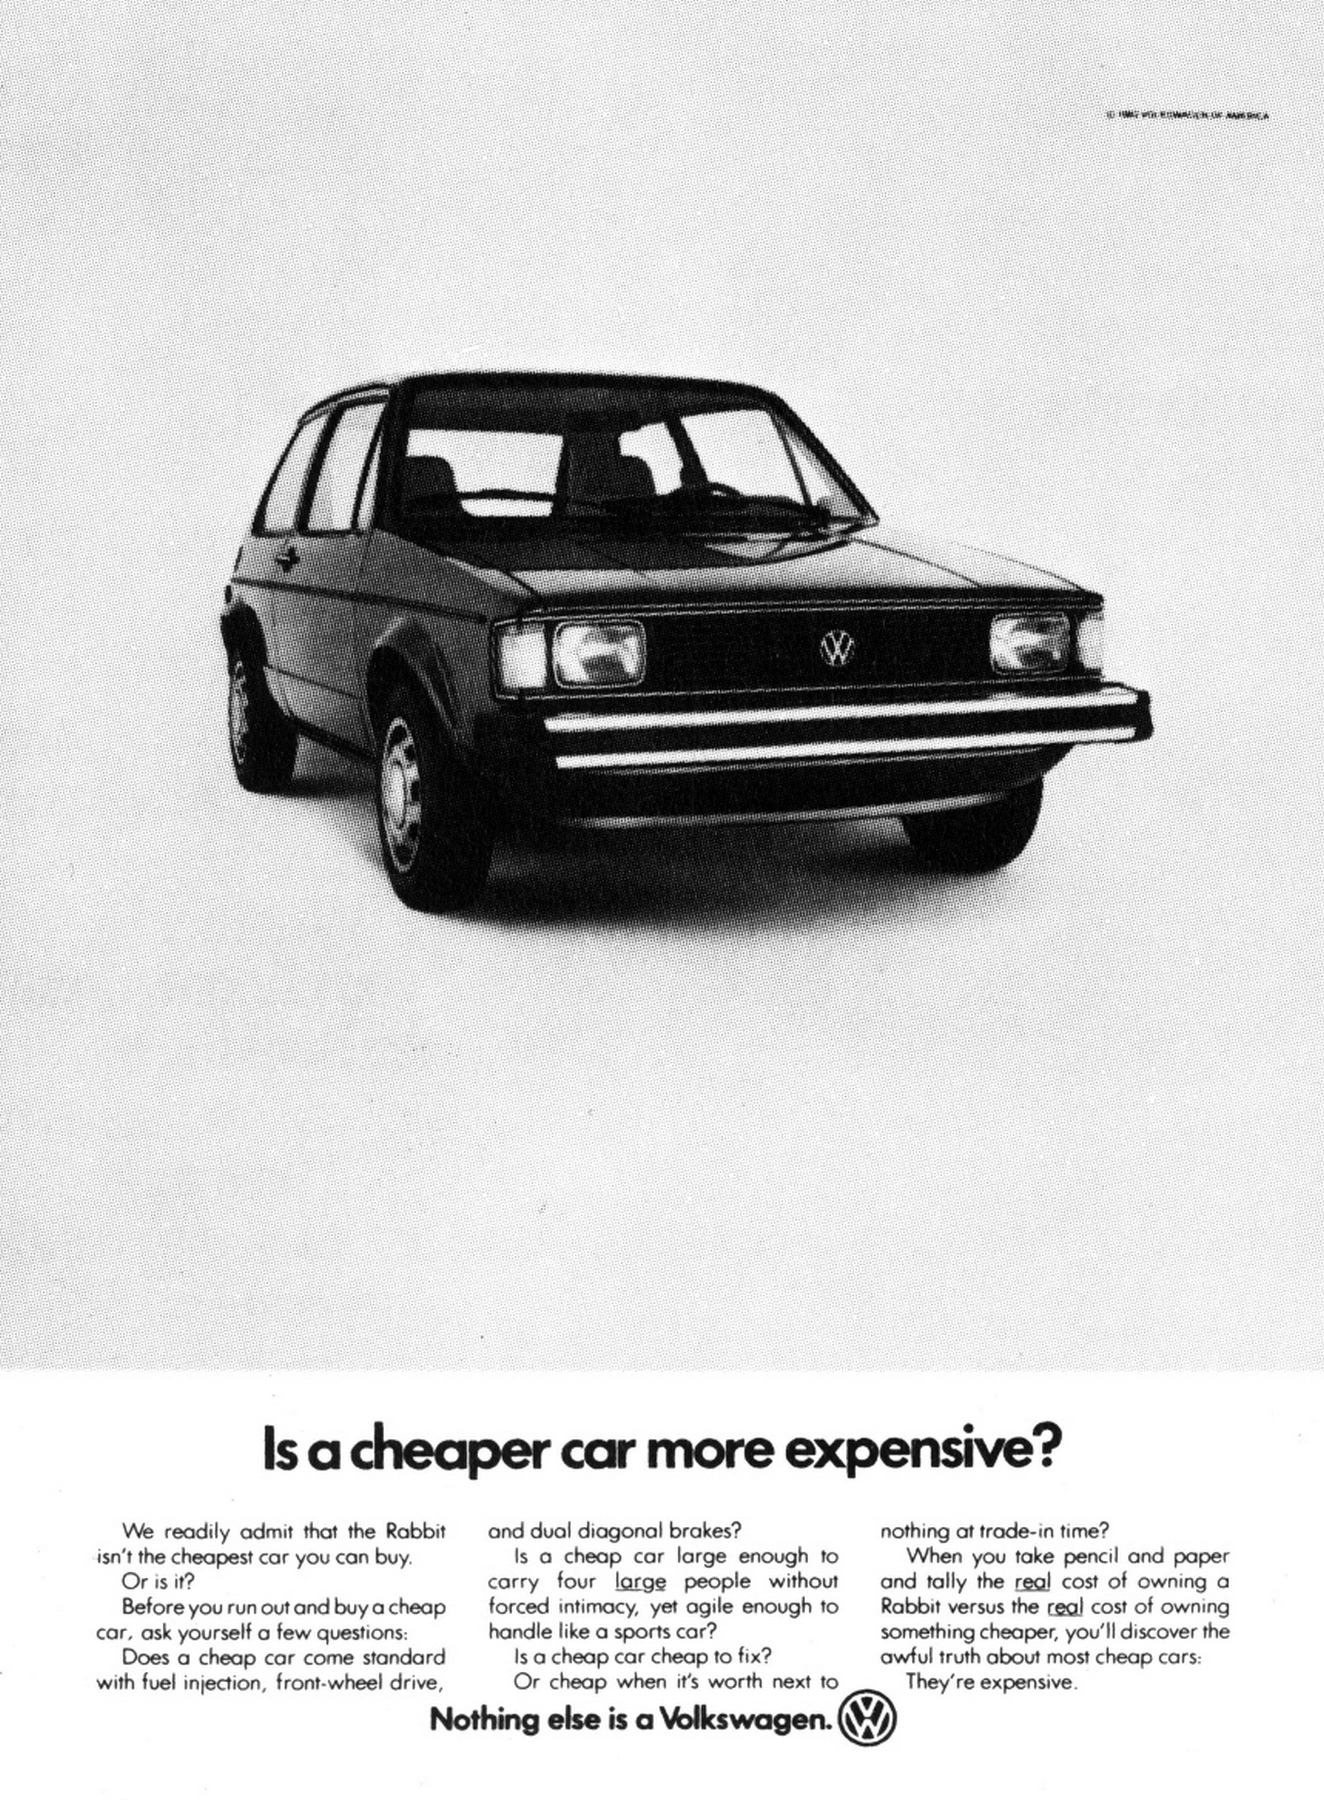 © 1982 VOLKSWAGEN OF AMERICA
Is a cheaper car more expensive?
We readily admit that the Rabbit
isn't the cheapest car you can buy.
Or is it?
Before you run out and buy a cheap
car, ask yourself a few questions:
Does a cheap car come standard
with fuel injection, front-wheel drive,
and dual diagonal brakes?
Is a cheap car large enough to
carry four large people without
forced intimacy, yet agile enough to
handle like a sports car?
Is a cheap car cheap to fix?
Or cheap when it's worth next to
nothing at trade-in time?
When you take pencil and paper
and tally the real cost of owning a
Rabbit versus the real cost of owning
something cheaper, you'll discover the
awful truth about most cheap cars:
They're expensive.
Nothing else is a Volkswagen.